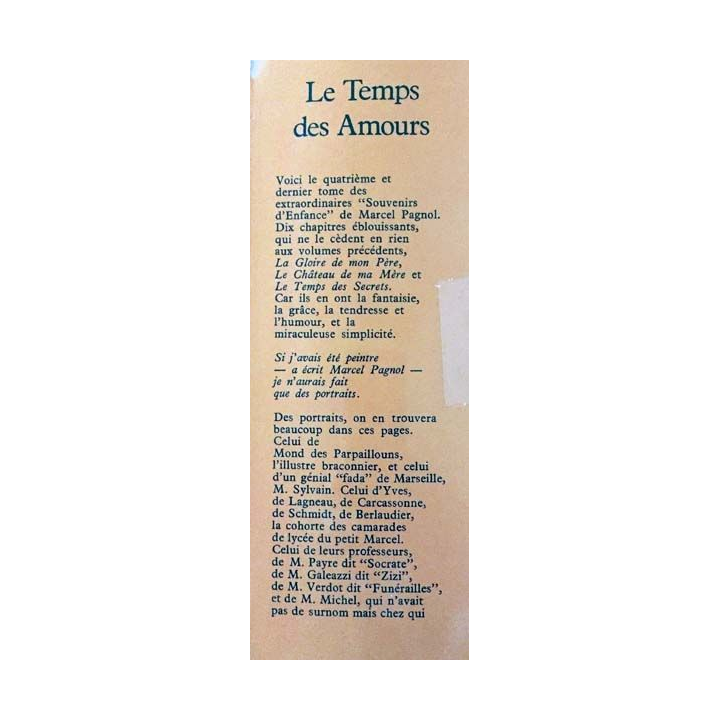 Le Temps
des Amours
Voici le quatrième et
dernier tome des
extraordinaires "Souvenirs
d'Enfance" de Marcel Pagnol.
Dix chapitres éblouissants,
qui ne le cèdent en rien
aux volumes précédents,
La Gloire de mon Père,
Le Château de ma Mère et
Le Temps des Secrets.
Car ils en ont la fantaisie,
la grâce, la tendresse et
l'humour, et la
miraculeuse simplicité.
Si j'avais été peintre
— a écrit Marcel Pagnol —
je n'aurais fait
que des portraits.
Des portraits, on en trouvera
beaucoup dans ces pages.
Celui de
Mond des Parpaillouns,
l'illustre braconnier, et celui
d'un génial "fada" de Marseille,
M. Sylvain. Celui d'Yves,
de Lagneau, de Carcassonne,
de Schmidt, de Berlaudier,
la cohorte des camarades
de lycée du petit Marcel.
Celui de leurs professeurs,
de M. Payre dit "Socrate",
de M. Galeazzi dit "Zizi",
de M. Verdot dit "Funérailles",
et de M. Michel, qui n'avait
pas de surnom mais chez qui